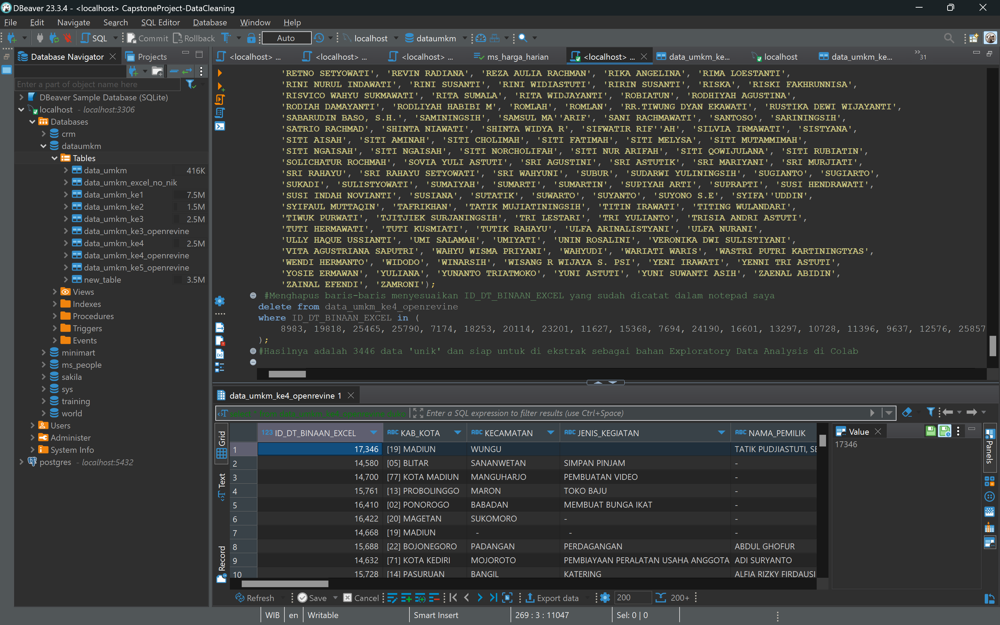 DBeaver 23.3.4 - <localhost> CapstoneProject-DataCleaning
File Edit Navigate Search SQL Editor Database Window Help
SQL Commit Rollback Auto localhost dataumkm
Database Navigator Projects
<localhost> ... <localhost> ... <localhost> ... ms_harga_harian <localhost> ... data_umkm_ke... localhost data_umkm_ke... 31
Enter a part of object name here
DBeaver Sample Database (SQLite)
localhost - localhost:3306
Databases
crm
dataumkm
Tables
data_umkm 416K
data_umkm_excel_no_nik
data_umkm_ke1 7.5M
data_umkm_ke2 1.5M
data_umkm_ke3 2.5M
data_umkm_ke3_openrevine
data_umkm_ke4 2.5M
data_umkm_ke4_openrevine
data_umkm_ke5_openrevine
new_table 3.5M
Views
Indexes
Procedures
Triggers
Events
minimart
ms_people
sakila
sys
training
world
Users
Administer
System Info
postgres - localhost:5432
'RETNO SETYOWATI', 'REVIN RADIANA', 'REZA AULIA RACHMAN', 'RIKA ANGELINA', 'RIMA LOESTANTI',
'RINI NURUL INDAWATI', 'RINI SUSANTI', 'RINI WIDIASTUTI', 'RIRIN SUSANTI', 'RISKA', 'RISKI FAKHRUNNISA',
'RISVICO WAHYU SUKMAWATI', 'RITA SUMALA', 'RITA WIDJAYANTI', 'ROBIATUN', 'RODHIYAH AGUSTINA',
'RODIAH DAMAYANTI', 'RODLIYAH HABIBI M', 'ROMLAH', 'ROMLAN', 'RR.TIWUNG DYAN EKAWATI', 'RUSTIKA DEWI WIJAYANTI',
'SABARUDIN BASO, S.H.', 'SAMININGSIH', 'SAMSUL MA''ARIF', 'SANI RACHMAWATI', 'SANTOSO', 'SARININGSIH',
'SATRIO RACHMAD', 'SHINTA NIAWATI', 'SHINTA WIDYA R', 'SIFWATIR RIF''AH', 'SILVIA IRMAWATI', 'SISTYANA',
'SITI AISAH', 'SITI AMINAH', 'SITI CHOLIMAH', 'SITI FATIMAH', 'SITI MELYSA', 'SITI MUTAMMIMAH',
'SITI NGAISAH', 'SITI NGAISAH', 'SITI NORCHOLIFAH', 'SITI NUR ARIFAH', 'SITI QOWIJULANA', 'SITI RUBIATIN',
'SOLICHATUR ROCHMAH', 'SOVIA YULI ASTUTI', 'SRI AGUSTINI', 'SRI ASTUTIK', 'SRI MARIYANI', 'SRI MURJIATI',
'SRI RAHAYU', 'SRI RAHAYU SETYOWATI', 'SRI WAHYUNI', 'SUBUR', 'SUDARWI YULININGSIH', 'SUGIANTO', 'SUGIARTO',
'SUKADI', 'SULISTYOWATI', 'SUMAIYAH', 'SUMARTI', 'SUMARTIN', 'SUPIYAH ARTI', 'SUPRAPTI', 'SUSI HENDRAWATI',
'SUSI INDAH NOVIANTI', 'SUSIANA', 'SUTATIK', 'SUWARTO', 'SUYANTO', 'SUYONO S.E', 'SYIFA''UDDIN',
'SYIFAUL MUTTAQIN', 'TAFRIKHAN', 'TATIK MUJIATININGSIH', 'TITIN IRAWATI', 'TITING WULANDARI',
'TIWUK PURWATI', 'TJITJIEK SURJANINGSIH', 'TRI LESTARI', 'TRI YULIANTO', 'TRISIA ANDRI ASTUTI',
'TUTI HERMAWATI', 'TUTI KUSMIATI', 'TUTIK RAHAYU', 'ULFA ARINALISTYANI', 'ULFA NURANI',
'ULLY HAQUE USSIANTI', 'UMI SALAMAH', 'UMIYATI', 'UNIN ROSALINI', 'VERONIKA DWI SULISTIYANI',
'VITA AGUSTRIANA SAPUTRI', 'WAHYU WISMA PRIYANI', 'WAHYUDI', 'WARIATI WARIS', 'WASTRI PUTRI KARTININGTYAS',
'WENDI HERMANTO', 'WIDODO', 'WINARSIH', 'WISANG R WIJAYA S. PSI', 'YENI IRAWATI', 'YENNI TRI ASTUTI',
'YOSIE ERMAWAN', 'YULIANA', 'YUNANTO TRIATMOKO', 'YUNI ASTUTI', 'YUNI SUWANTI ASIH', 'ZAENAL ABIDIN',
'ZAINAL EFENDI', 'ZAMRONI');
#Menghapus baris-baris menyesuaikan ID_DT_BINAAN_EXCEL yang sudah dicatat dalam notepad saya
delete from data_umkm_ke4_openrevine
where ID_DT_BINAAN_EXCEL in (
8983, 19818, 25465, 25790, 7174, 18253, 20114, 23201, 11627, 15368, 7694, 24190, 16601, 13297, 10728, 11396, 9637, 12576, 25857
);
#Hasilnya adalah 3446 data 'unik' dan siap untuk di ekstrak sebagai bahan Exploratory Data Analysis di Colab
data_umkm_ke4_openrevine 1
select * from data_umkm_ke4_openrevine duko Enter a SQL expression to filter results (use Ctrl+Space)
Grid
Text
Record
123 ID_DT_BINAAN_EXCEL ABC KAB_KOTA ABC KECAMATAN ABC JENIS_KEGIATAN ABC NAMA_PEMILIK
1 17,346 [19] MADIUN WUNGU TATIK PUDJIASTUTI, SE
2 14,580 [05] BLITAR SANANWETAN SIMPAN PINJAM -
3 14,700 [77] KOTA MADIUN MANGUHARJO PEMBUATAN VIDEO -
4 15,761 [13] PROBOLINGGO MARON TOKO BAJU -
5 16,410 [02] PONOROGO BABADAN MEMBUAT BUNGA IKAT -
6 16,422 [20] MAGETAN SUKOMORO - -
7 14,668 [19] MADIUN - - -
8 15,688 [22] BOJONEGORO PADANGAN PERDAGANGAN ABDUL GHOFUR
9 14,632 [71] KOTA KEDIRI MOJOROTO PEMBIAYAAN PERALATAN USAHA ANGGOTA ADI SURYANTO
10 15,728 [14] PASURUAN BANGIL KATERING ALFIA RIZKY FIRDAUSI
Value
17346
Panels
Refresh Save Cancel Export data 200 200+
WIB en Writable Smart Insert 269 : 3 : 11047 Sel: 0 | 0